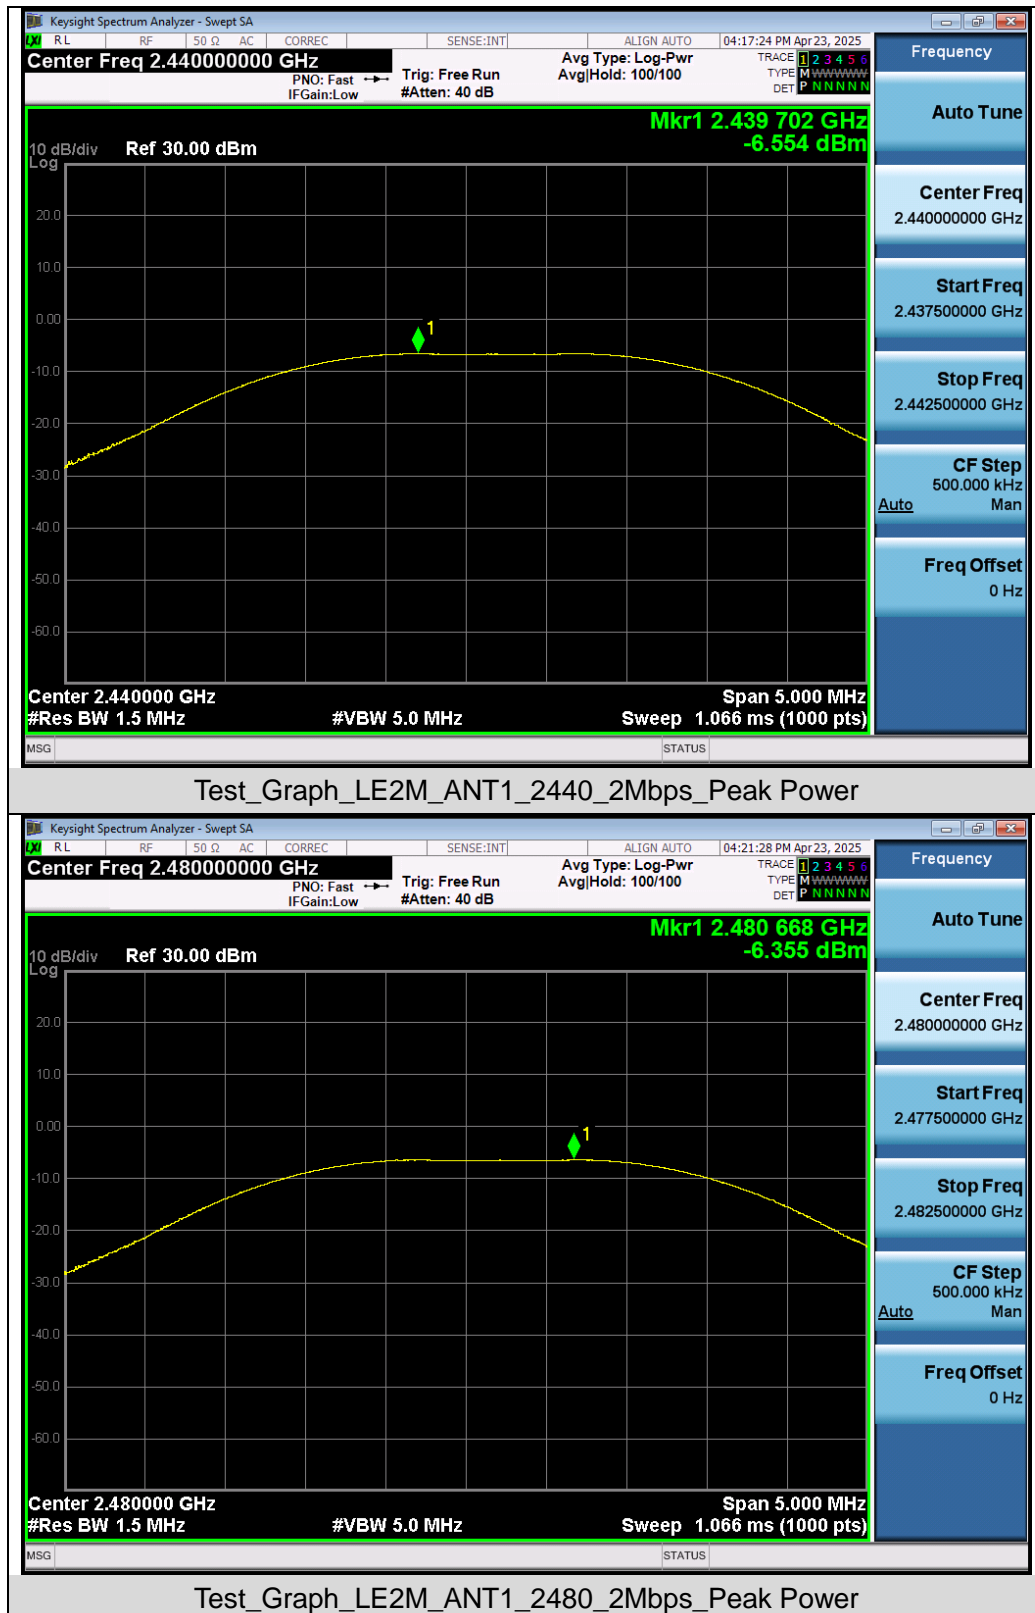 Keysight Spectrum Analyzer - Swept SA
LXI RL RF 50 Ω AC CORREC SENSE:INT ALIGN AUTO 04:17:24 PM Apr 23, 2025
Center Freq 2.440000000 GHz
PNO: Fast
IFGain:Low
Trig: Free Run
#Atten: 40 dB
Avg Type: Log-Pwr
Avg|Hold: 100/100
TRACE 1 2 3 4 5 6
TYPE M WWWWW
DET P N N N N N
Mkr1 2.439 702 GHz
-6.554 dBm
10 dB/div Ref 30.00 dBm
Log
20.0
10.0
0.00
1
-10.0
-20.0
-30.0
-40.0
-50.0
-60.0
Center 2.440000 GHz Span 5.000 MHz
#Res BW 1.5 MHz #VBW 5.0 MHz Sweep 1.066 ms (1000 pts)
MSG STATUS
Frequency
Auto Tune
Center Freq
2.440000000 GHz
Start Freq
2.437500000 GHz
Stop Freq
2.442500000 GHz
CF Step
500.000 kHz
Auto Man
Freq Offset
0 Hz
Test_Graph_LE2M_ANT1_2440_2Mbps_Peak Power
Keysight Spectrum Analyzer - Swept SA
LXI RL RF 50 Ω AC CORREC SENSE:INT ALIGN AUTO 04:21:28 PM Apr 23, 2025
Center Freq 2.480000000 GHz
PNO: Fast
IFGain:Low
Trig: Free Run
#Atten: 40 dB
Avg Type: Log-Pwr
Avg|Hold: 100/100
TRACE 1 2 3 4 5 6
TYPE M WWWWW
DET P N N N N N
Mkr1 2.480 668 GHz
-6.355 dBm
10 dB/div Ref 30.00 dBm
Log
20.0
10.0
0.00
1
-10.0
-20.0
-30.0
-40.0
-50.0
-60.0
Center 2.480000 GHz Span 5.000 MHz
#Res BW 1.5 MHz #VBW 5.0 MHz Sweep 1.066 ms (1000 pts)
MSG STATUS
Frequency
Auto Tune
Center Freq
2.480000000 GHz
Start Freq
2.477500000 GHz
Stop Freq
2.482500000 GHz
CF Step
500.000 kHz
Auto Man
Freq Offset
0 Hz
Test_Graph_LE2M_ANT1_2480_2Mbps_Peak Power